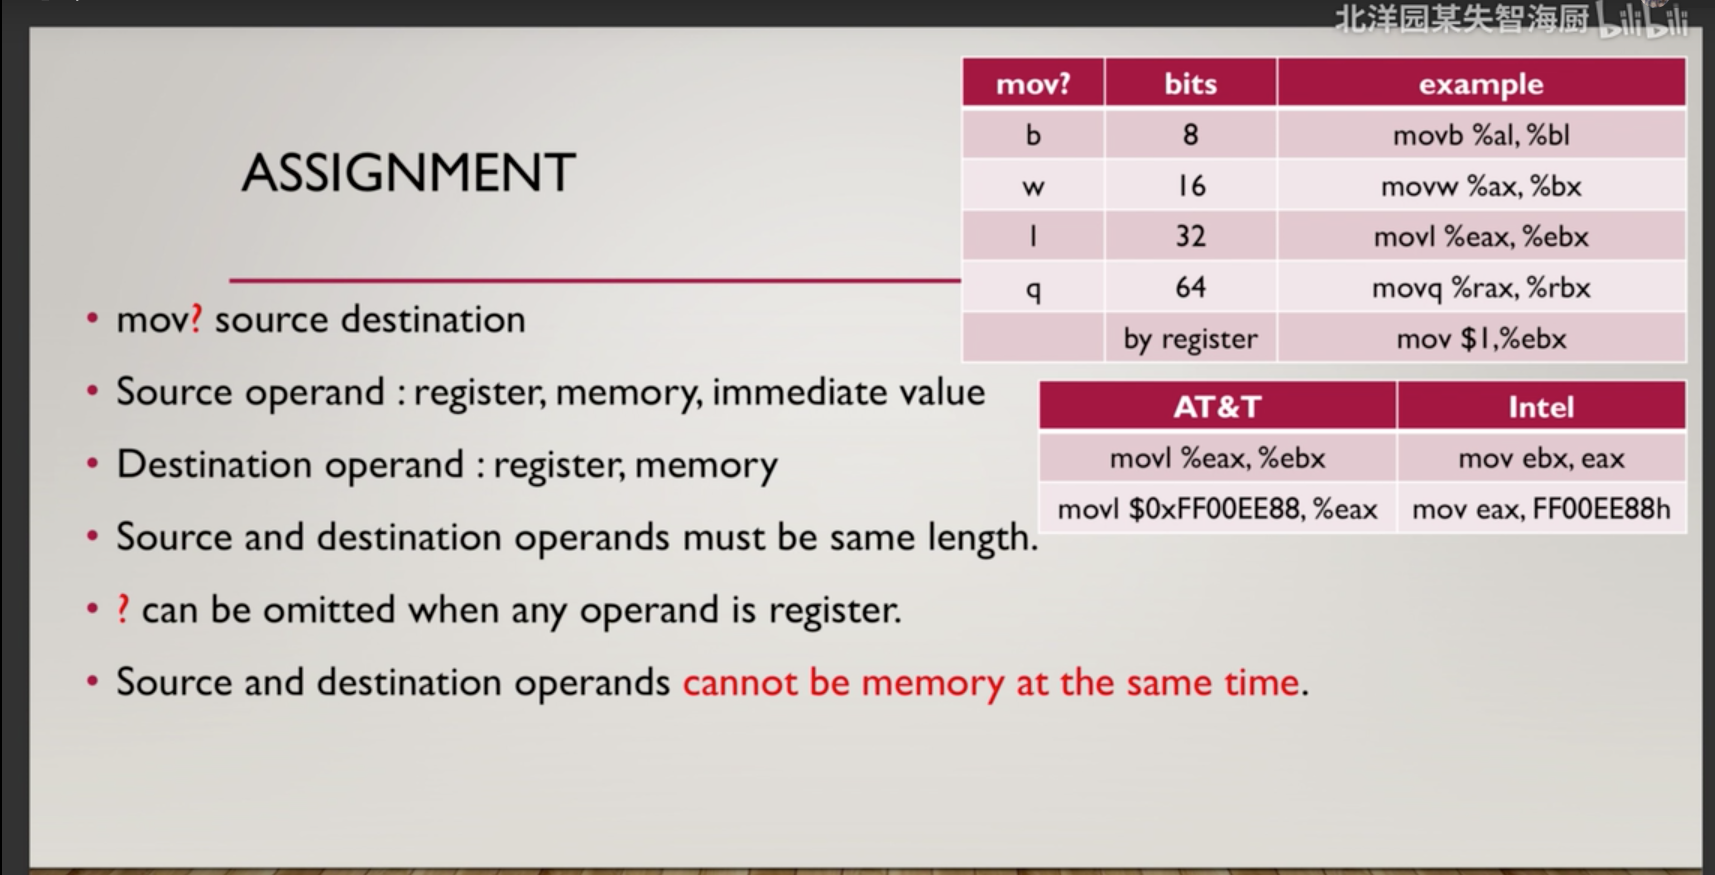 北洋园某失智海厨 bilibili
ASSIGNMENT
mov? source destination
Source operand : register, memory, immediate value
Destination operand : register, memory
Source and destination operands must be same length.
? can be omitted when any operand is register.
Source and destination operands cannot be memory at the same time.
mov? bits example
b 8 movb %al, %bl
w 16 movw %ax, %bx
l 32 movl %eax, %ebx
q 64 movq %rax, %rbx
by register mov $1,%ebx
AT&T Intel
movl %eax, %ebx mov ebx, eax
movl $0xFF00EE88, %eax mov eax, FF00EE88h